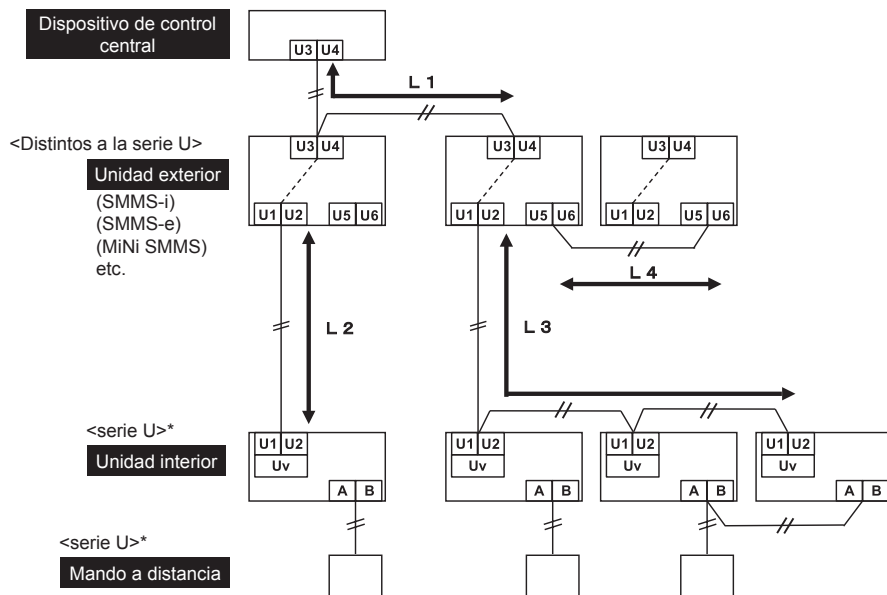 Dispositivo de control
central
U3 U4
L 1
<Distintos a la serie U>
U3 U4
U3 U4
U3 U4
Unidad exterior
(SMMS-i)
(SMMS-e)
(MiNi SMMS)
etc.
U1 U2 U5 U6
U1 U2 U5 U6
U1 U2 U5 U6
L 4
L 2
L 3
<serie U>*
U1 U2
U1 U2
U1 U2
U1 U2
Unidad interior
Uv
Uv
Uv
Uv
A B
A B
A B
A B
<serie U>*
Mando a distancia